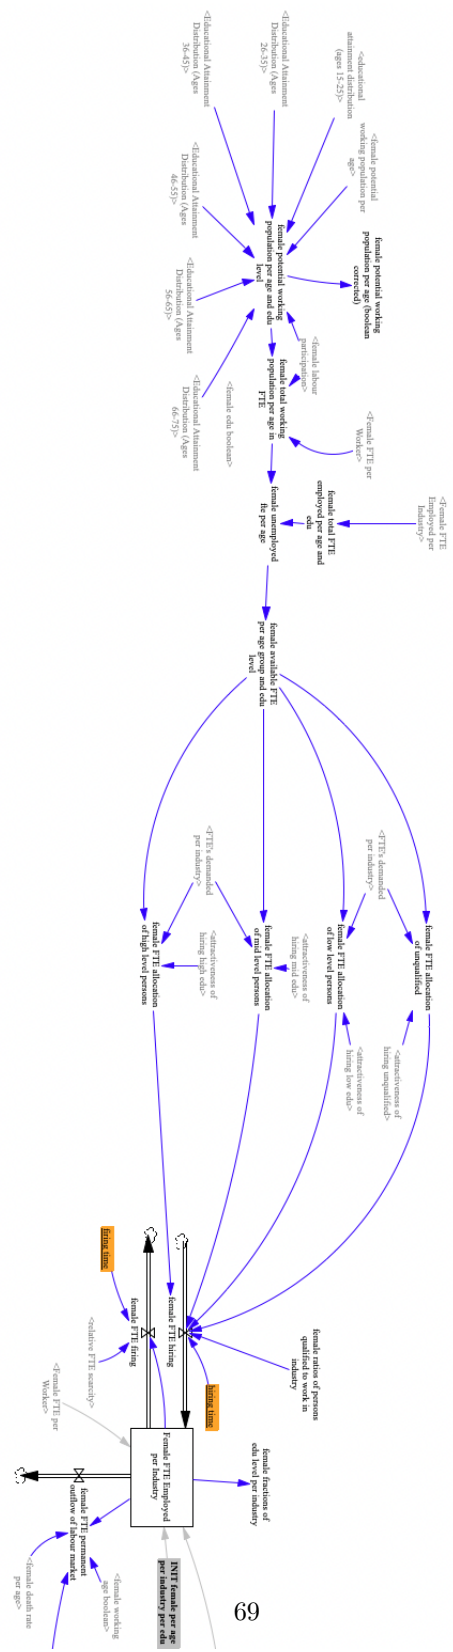 <Educational Attainment
Distribution (Ages
36-45)>
<Educational Attainment
Distribution (Ages
26-35)>
<educational
attainment distribution
(ages 15-25)>
<female potential
working population per
age>
<Educational Attainment
Distribution (Ages
46-55)>
female potential working
population per age and edu
level
female potential working
population per age (boolean
corrected)
<Educational Attainment
Distribution (Ages
56-65)>
<female labour
participation>
<Educational Attainment
Distribution (Ages
66-75)>
<female edu boolean>
female total working
population per age in
FTE
<Female FTE per
Worker>
female unemployed
fte per age
female total FTE
employed per age and
edu
<Female FTE
Employed per
Industry>
female available FTE
per age group and edu
level
<FTE's demanded
per industry>
<FTE's demanded
per industry>
female FTE allocation
of high level persons
<attractiveness of
hiring high edu>
female FTE allocation
of mid level persons
<attractiveness of
hiring mid edu>
female FTE allocation
of low level persons
female FTE allocation
of unqualified
<attractiveness of
hiring low edu>
<attractiveness of
hiring unqualified>
firing time
female FTE firing
female FTE hiring
<relative FTE scarcity>
female ratios of persons
qualified to work in
industry
hiring time
<Female FTE per
Worker>
Female FTE Employed
per Industry
female fractions of
edu level per industry
female FTE permanent
outflow of labour market
INIT female per age
per industry per edu
<female death rate
per age>
<female working
age boolean>
69